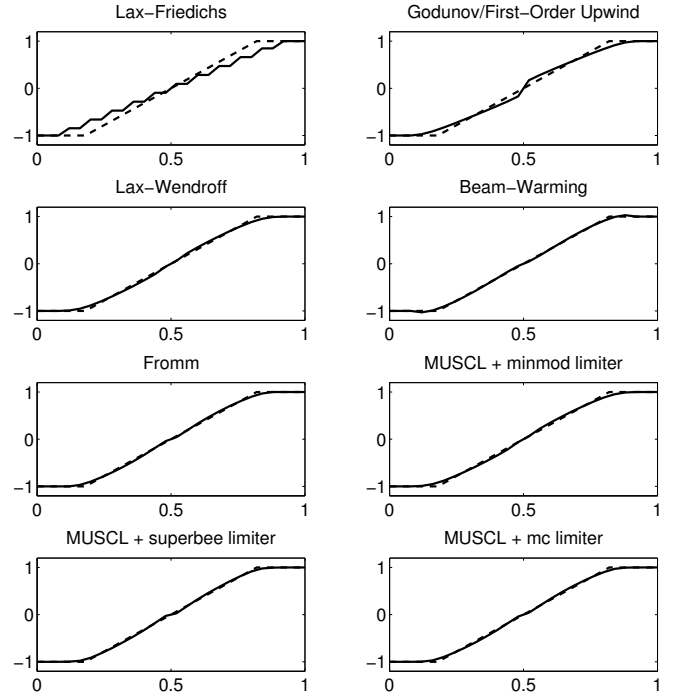 Lax−Friedichs
1
0
−1
0 0.5 1
Godunov/First−Order Upwind
1
0
−1
0 0.5 1
Lax−Wendroff
1
0
−1
0 0.5 1
Beam−Warming
1
0
−1
0 0.5 1
Fromm
1
0
−1
0 0.5 1
MUSCL + minmod limiter
1
0
−1
0 0.5 1
MUSCL + superbee limiter
1
0
−1
0 0.5 1
MUSCL + mc limiter
1
0
−1
0 0.5 1